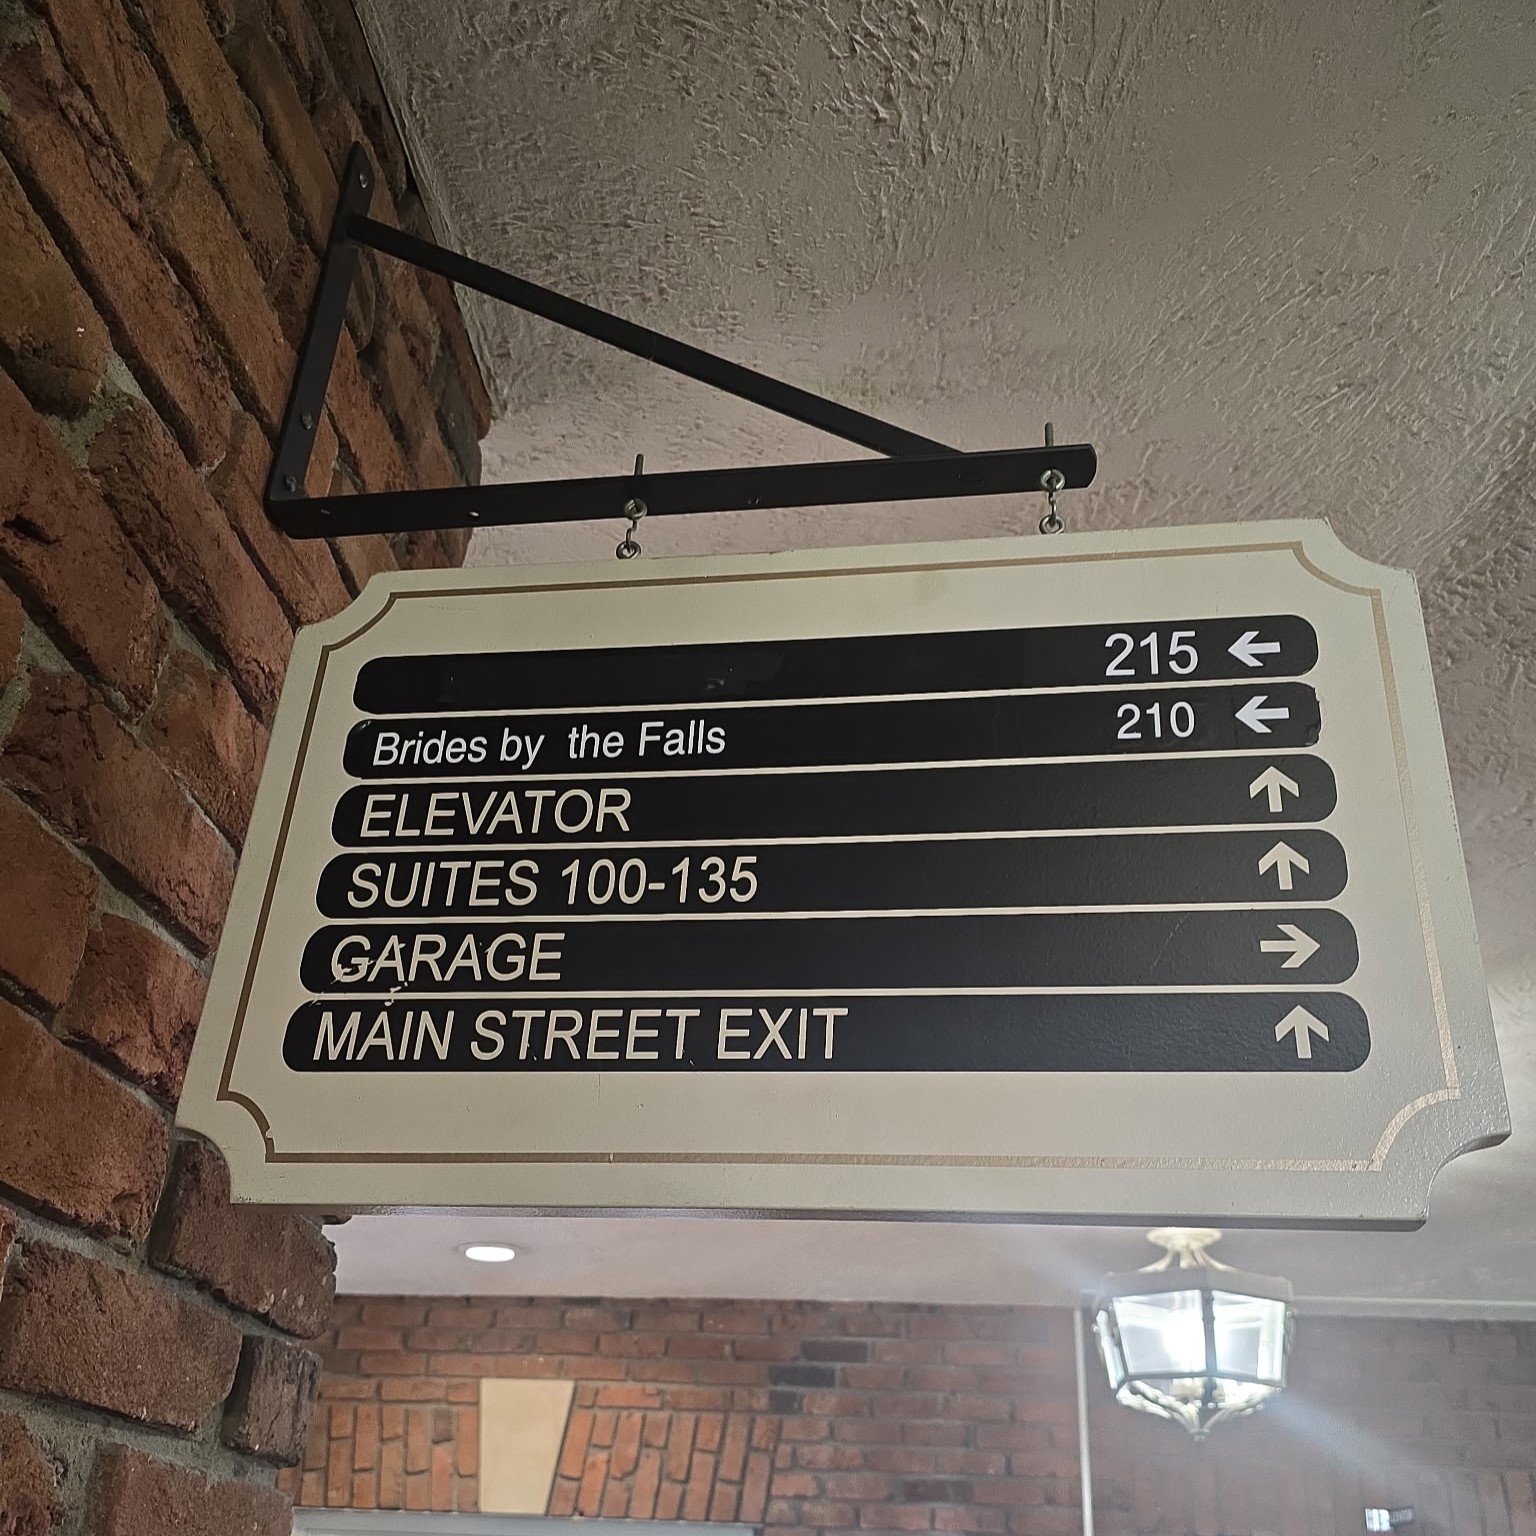 215 ←
Brides by the Falls 210 ←
ELEVATOR ↑
SUITES 100-135 ↑
GARAGE →
MAIN STREET EXIT ↑